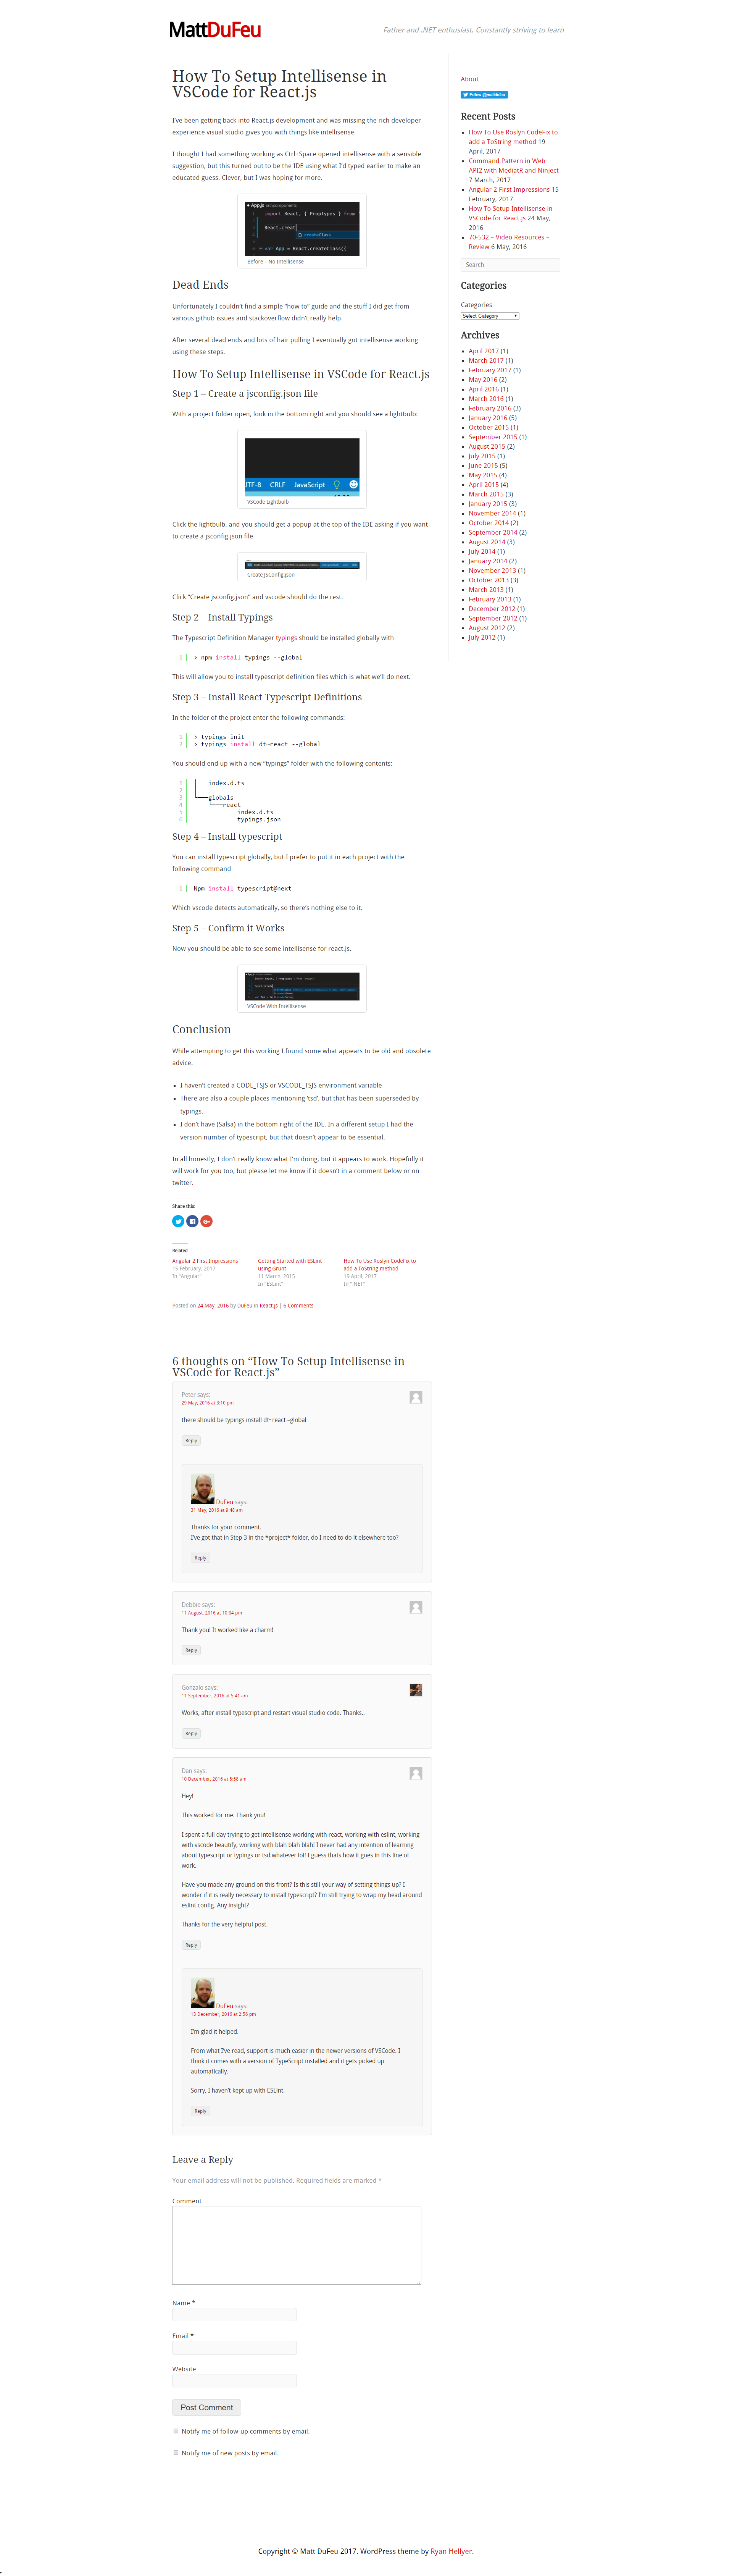 MattDuFeu
Father and .NET enthusiast. Constantly striving to learn
How To Setup Intellisense in
VSCode for React.js
I've been getting back into React.js development and was missing the rich developer
experience visual studio gives you with things like intellisense.
I thought I had something working as Ctrl+Space opened intellisense with a sensible
suggestion, but this turned out to be the IDE using what I'd typed earlier to make an
educated guess. Clever, but I was hoping for more.
App.js src\components
import React, { PropTypes } from
React.creat
createClass
var App = React.createClass({
Before – No Intellisense
Dead Ends
Unfortunately I couldn't find a simple "how to" guide and the stuff I did get from
various github issues and stackoverflow didn't really help.
After several dead ends and lots of hair pulling I eventually got intellisense working
using these steps.
How To Setup Intellisense in VSCode for React.js
Step 1 – Create a jsconfig.json file
With a project folder open, look in the bottom right and you should see a lightbulb:
UTF-8 CRLF JavaScript
VSCode Lightbulb
Click the lightbulb, and you should get a popup at the top of the IDE asking if you want
to create a jsconfig.json file
Create JSConfig.json
Click "Create jsconfig.json" and vscode should do the rest.
Step 2 – Install Typings
The Typescript Definition Manager typings should be installed globally with
1 > npm install typings --global
This will allow you to install typescript definition files which is what we'll do next.
Step 3 – Install React Typescript Definitions
In the folder of the project enter the following commands:
1 > typings init
2 > typings install dt~react --global
You should end up with a new "typings" folder with the following contents:
1 │   index.d.ts
2 │
3 └───globals
4     └───react
5             index.d.ts
6             typings.json
Step 4 – Install typescript
You can install typescript globally, but I prefer to put it in each project with the
following command
1 Npm install typescript@next
Which vscode detects automatically, so there's nothing else to it.
Step 5 – Confirm it Works
Now you should be able to see some intellisense for react.js.
VSCode With Intellisense
Conclusion
While attempting to get this working I found some what appears to be old and obsolete
advice.
I haven't created a CODE_TSJS or VSCODE_TSJS environment variable
There are also a couple places mentioning 'tsd', but that has been superseded by
typings.
I don't have (Salsa) in the bottom right of the IDE. In a different setup I had the
version number of typescript, but that doesn't appear to be essential.
In all honestly, I don't really know what I'm doing, but it appears to work. Hopefully it
will work for you too, but please let me know if it doesn't in a comment below or on
twitter.
Share this:
Related
Angular 2 First Impressions
15 February, 2017
In "Angular"
Getting Started with ESLint
using Grunt
11 March, 2015
In "ESLint"
How To Use Roslyn CodeFix to
add a ToString method
19 April, 2017
In ".NET"
Posted on 24 May, 2016 by DuFeu in React.js | 6 Comments
6 thoughts on "How To Setup Intellisense in
VSCode for React.js"
Peter says:
29 May, 2016 at 3:10 pm
there should be typings install dt~react –global
Reply
DuFeu says:
31 May, 2016 at 9:48 am
Thanks for your comment.
I've got that in Step 3 in the *project* folder, do I need to do it elsewhere too?
Reply
Debbie says:
11 August, 2016 at 10:04 pm
Thank you! It worked like a charm!
Reply
Gonzalo says:
11 September, 2016 at 5:41 am
Works, after install typescript and restart visual studio code. Thanks..
Reply
Dan says:
10 December, 2016 at 5:58 am
Hey!
This worked for me. Thank you!
I spent a full day trying to get intellisense working with react, working with eslint, working
with vscode beautify, working with blah blah blah! I never had any intention of learning
about typescript or typings or tsd.whatever lol! I guess thats how it goes in this line of
work.
Have you made any ground on this front? Is this still your way of setting things up? I
wonder if it is really necessary to install typescript? I'm still trying to wrap my head around
eslint config. Any insight?
Thanks for the very helpful post.
Reply
DuFeu says:
13 December, 2016 at 2:56 pm
I'm glad it helped.
From what I've read, support is much easier in the newer versions of VSCode. I
think it comes with a version of TypeScript installed and it gets picked up
automatically.
Sorry, I haven't kept up with ESLint.
Reply
Leave a Reply
Your email address will not be published. Required fields are marked *
Comment
Name *
Email *
Website
Post Comment
Notify me of follow-up comments by email.
Notify me of new posts by email.
About
Follow @mattdufeu
Recent Posts
How To Use Roslyn CodeFix to
add a ToString method 19
April, 2017
Command Pattern in Web
API2 with MediatR and Ninject
7 March, 2017
Angular 2 First Impressions 15
February, 2017
How To Setup Intellisense in
VSCode for React.js 24 May,
2016
70-532 – Video Resources –
Review 6 May, 2016
Search
Categories
Categories
Select Category
Archives
April 2017 (1)
March 2017 (1)
February 2017 (1)
May 2016 (2)
April 2016 (1)
March 2016 (1)
February 2016 (3)
January 2016 (5)
October 2015 (1)
September 2015 (1)
August 2015 (2)
July 2015 (1)
June 2015 (5)
May 2015 (4)
April 2015 (4)
March 2015 (3)
January 2015 (3)
November 2014 (1)
October 2014 (2)
September 2014 (2)
August 2014 (3)
July 2014 (1)
January 2014 (2)
November 2013 (1)
October 2013 (3)
March 2013 (1)
February 2013 (1)
December 2012 (1)
September 2012 (1)
August 2012 (2)
July 2012 (1)
Copyright © Matt DuFeu 2017. WordPress theme by Ryan Hellyer.